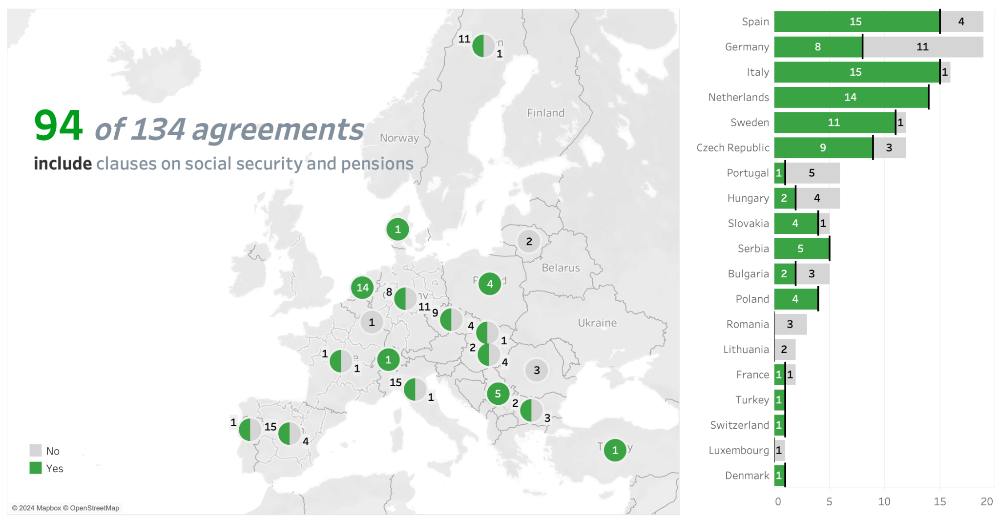 94 of 134 agreements
include clauses on social security and pensions
Norway
Finland
Belarus
Ukraine
11
1
1
2
14
8
11
4
9
1
4
1
2
4
1
1
1
3
15
1
5
2
3
1
15
4
1
No
Yes
© 2024 Mapbox © OpenStreetMap
Spain 15 4
Germany 8 11
Italy 15 1
Netherlands 14
Sweden 11 1
Czech Republic 9 3
Portugal 1 5
Hungary 2 4
Slovakia 4 1
Serbia 5
Bulgaria 2 3
Poland 4
Romania 3
Lithuania 2
France 1 1
Turkey 1
Switzerland 1
Luxembourg 1
Denmark 1
0 5 10 15 20